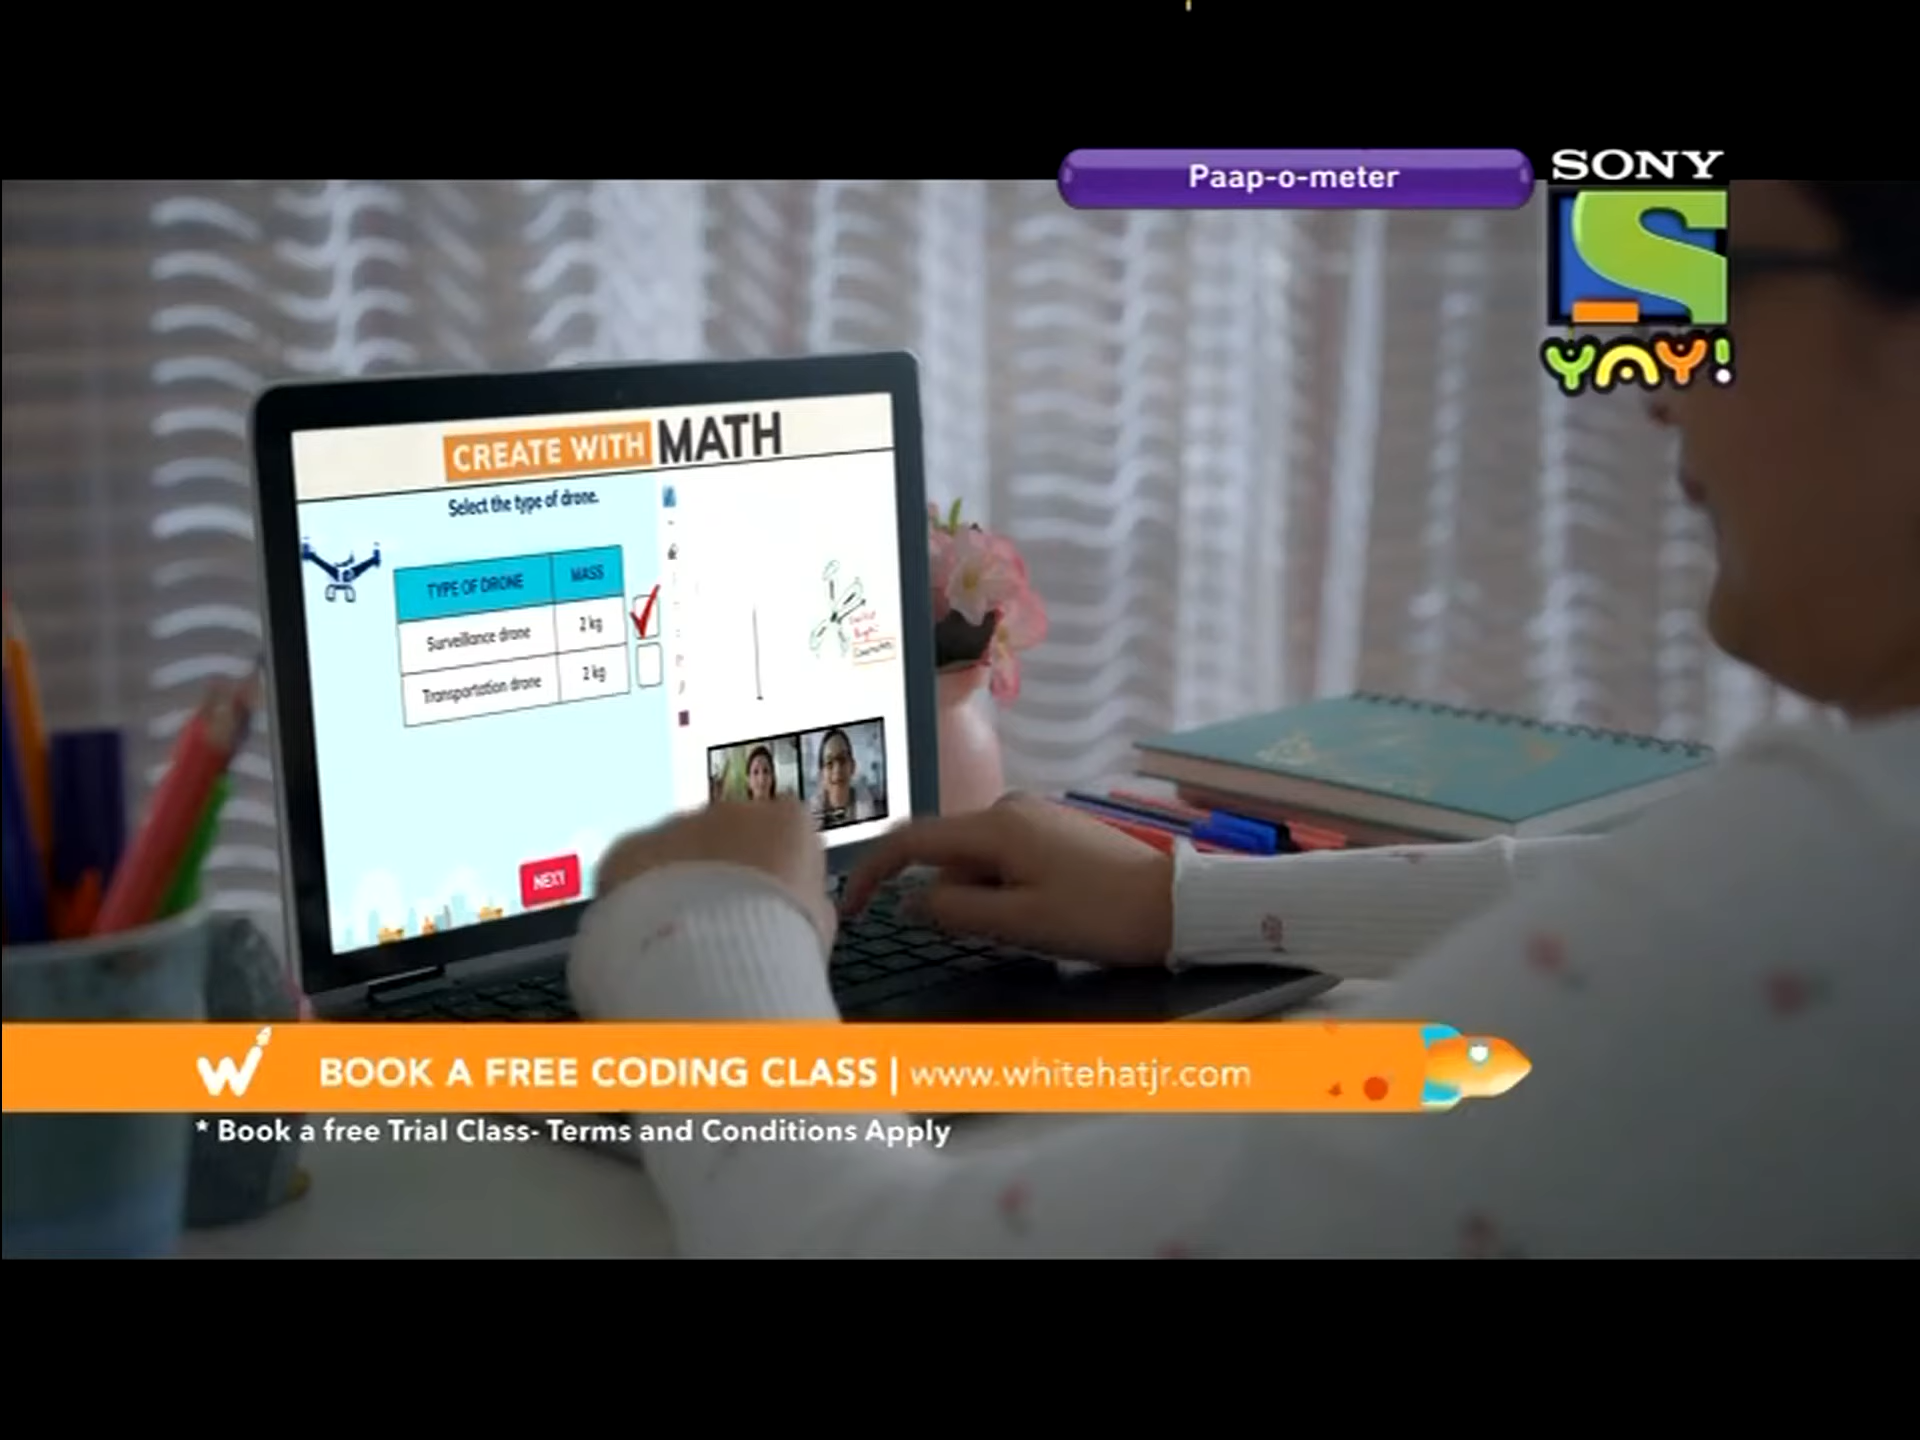 Paap-o-meter
SONY
YAY!
CREATE WITH MATH
Select the type of drone.
TYPE OF DRONE MASS
Surveillance drone 2 kg
Transportation drone 2 kg
NEXT
BOOK A FREE CODING CLASS | www.whitehatjr.com
* Book a free Trial Class- Terms and Conditions Apply